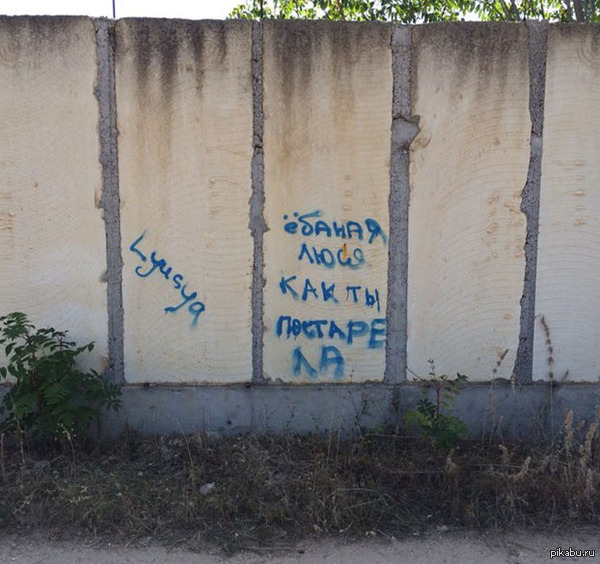 Lyusya
ёбаная
Люся
как ты
постаре
ла
pikabu.ru